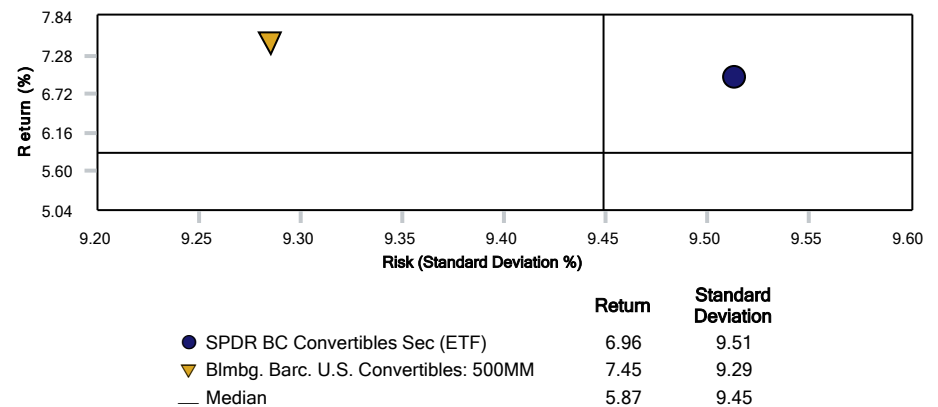 7.84
7.28
6.72
6.16
5.60
5.04
Return (%)
9.20 9.25 9.30 9.35 9.40 9.45 9.50 9.55 9.60
Risk (Standard Deviation %)
Return Standard Deviation
SPDR BC Convertibles Sec (ETF) 6.96 9.51
Blmbg. Barc. U.S. Convertibles: 500MM 7.45 9.29
Median 5.87 9.45